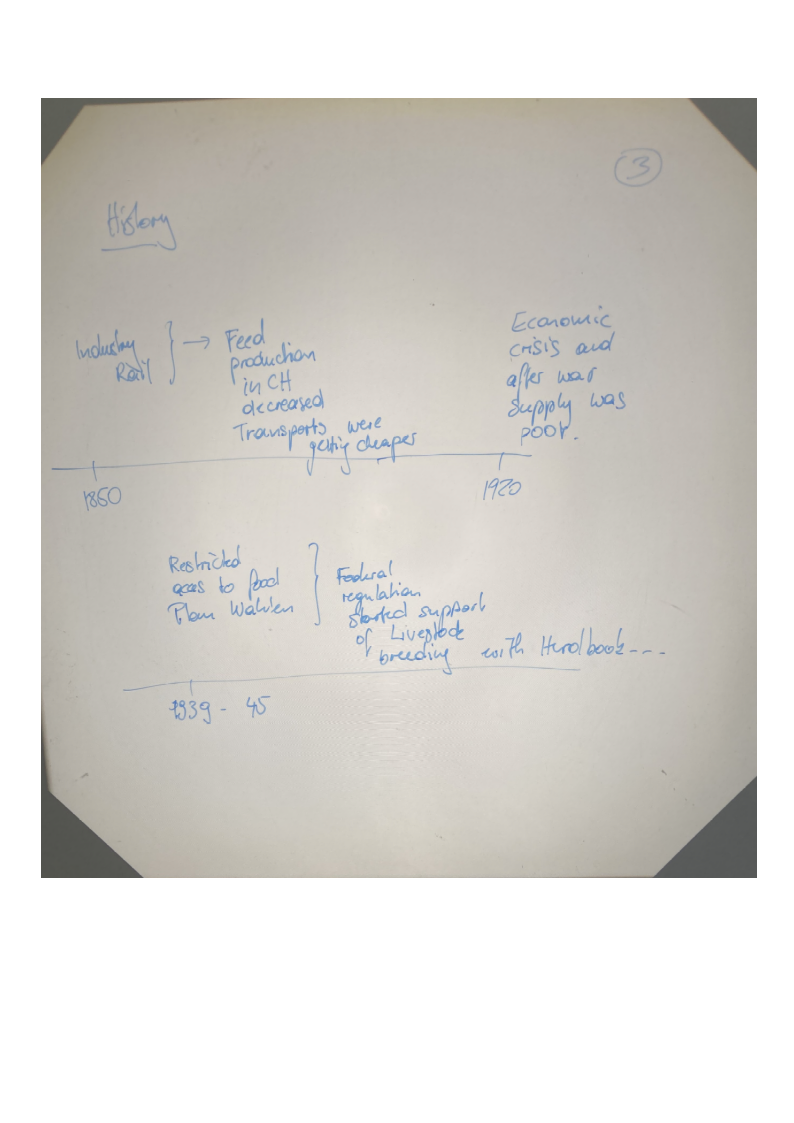 3
History
Industry
Rail
} → Feed
production
in CH
decreased
Transports were
getting cheaper
Economic
crisis and
after war
supply was
poor.
1850
1920
Restricted
acces to food
Plan Wahlen
} Federal
regulation
started support
of Livestock
breeding with Herdbook - - -
1939 - 45